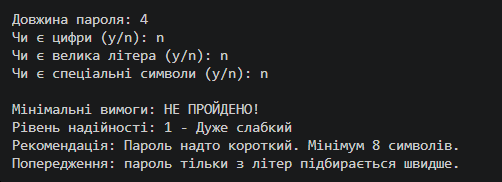 Довжина пароля: 4
Чи є цифри (y/n): n
Чи є велика літера (y/n): n
Чи є спеціальні символи (y/n): n
Мінімальні вимоги: НЕ ПРОЙДЕНО!
Рівень надійності: 1 - Дуже слабкий
Рекомендація: Пароль надто короткий. Мінімум 8 символів.
Попередження: пароль тільки з літер підбирається швидше.